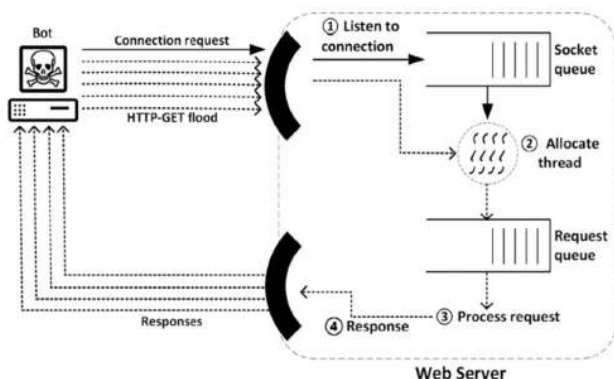 Bot
Connection request
HTTP-GET flood
① Listen to
connection
Socket
queue
② Allocate
thread
Request
queue
③ Process request
④ Response
Responses
Web Server